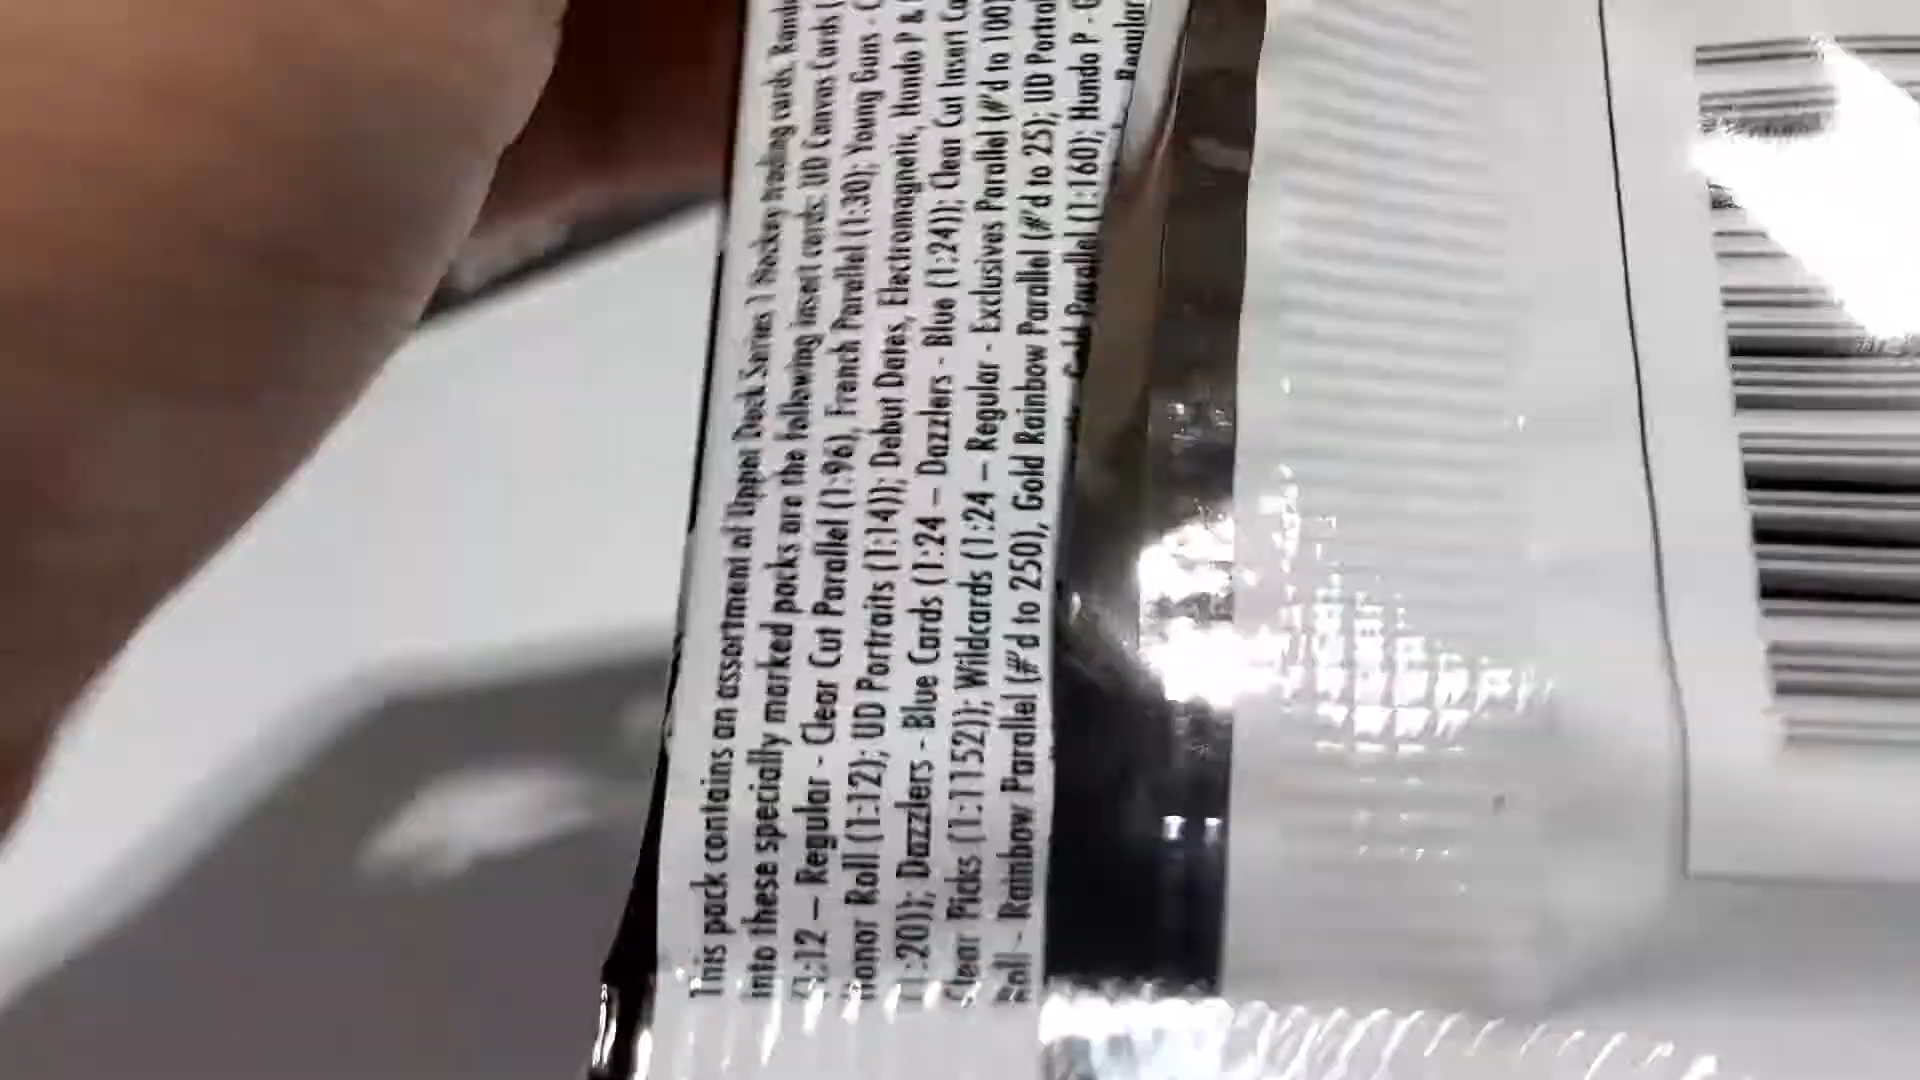 This pack contains an assortment of Upper Deck Series 1 Hockey trading cards. Rand
into these specially marked packs are the following insert cards: UD Canvas Cards (
(1:12 – Regular - Clear Cut Parallel (1:96), French Parallel (1:30); Young Guns - C
Honor Roll (1:12); UD Portraits (1:14)); Debut Dates, Electromagnetic, Hundo P &
(1:20)); Dazzlers - Blue Cards (1:24 – Dazzlers - Blue (1:24)); Clear Cut Insert Ca
Clear Picks (1:1152)); Wildcards (1:24 – Regular - Exclusives Parallel (#'d to 100)
Roll - Rainbow Parallel (#'d to 250), Gold Rainbow Parallel (#'d to 25); UD Portra
Gold Parallel (1:160); Hundo P - G
Regular